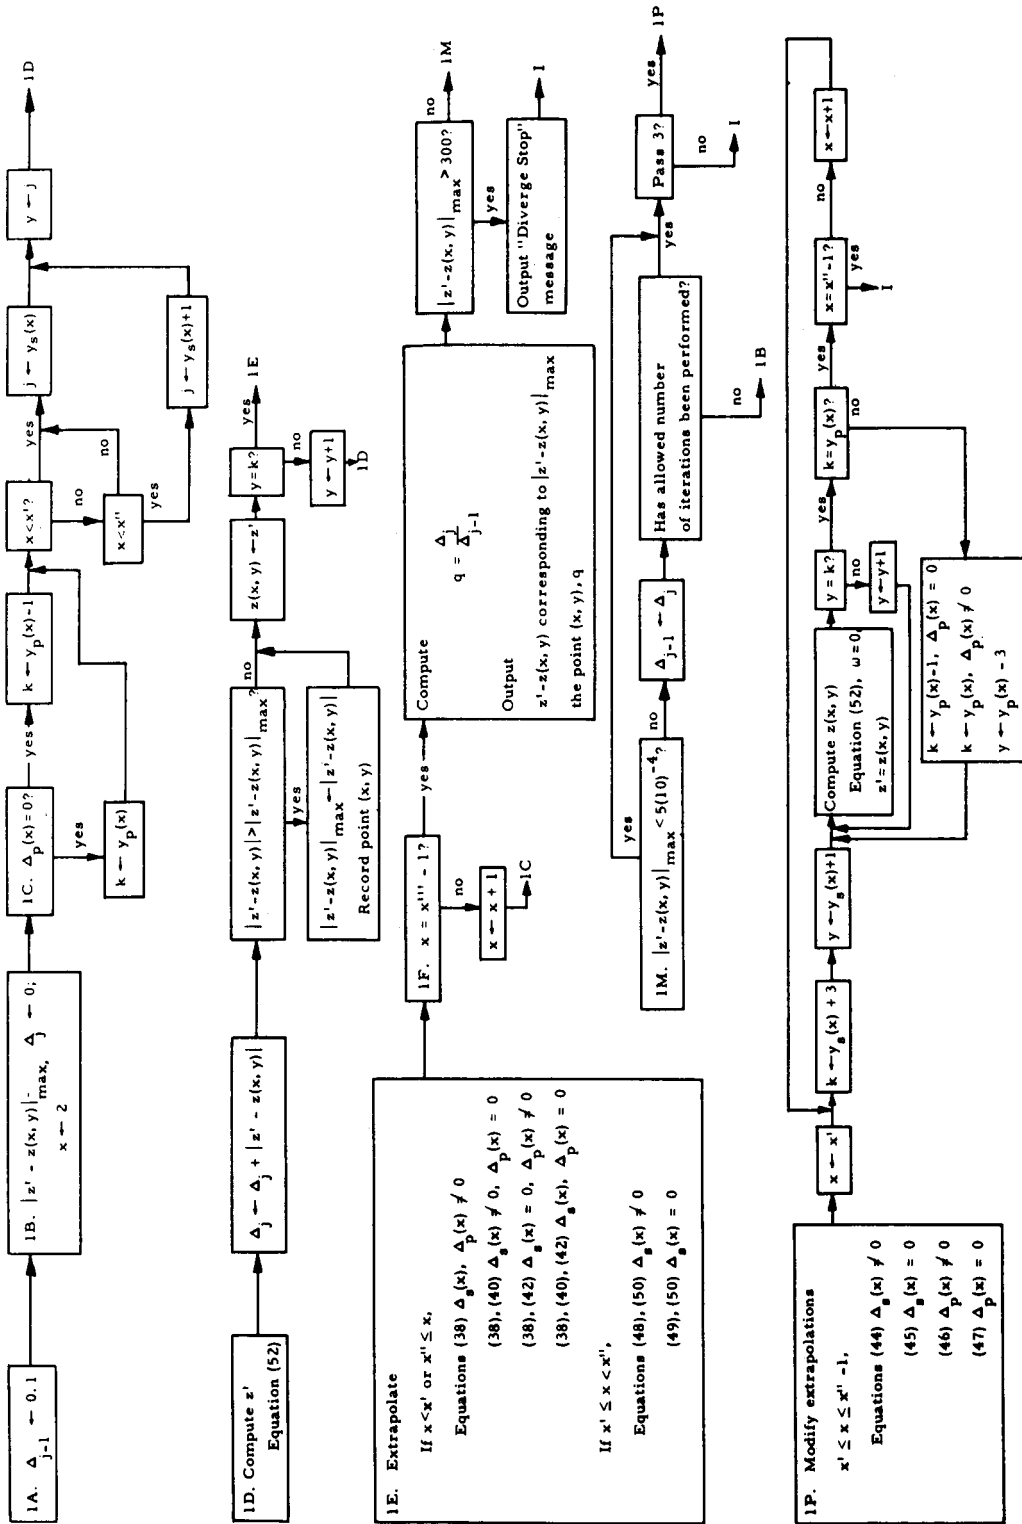 1A. Δj-1 ← 0.1
1B. |z' - z(x, y)|max, Δj ← 0;
x ← 2
1C. Δp(x)=0?
yes
k ← yp(x)-1
yes
k ← yp(x)
x<x'?
yes
j ← ys(x)
y ← j
1D
no
x<x''
no
yes
j ← ys(x)+1
1D. Compute z'
Equation (52)
Δj ← Δj + |z' - z(x, y)|
|z'-z(x, y)|>|z'-z(x, y)|max?
no
z(x, y) ← z'
y = k?
yes
1E
yes
|z'-z(x, y)|max ← |z'-z(x, y)|
Record point (x, y)
no
y ← y+1
1D
1E. Extrapolate
If x<x' or x'' ≤ x,
Equations (38) Δs(x), Δp(x) ≠ 0
(38), (40) Δs(x) ≠ 0, Δp(x) = 0
(38), (42) Δs(x) = 0, Δp(x) ≠ 0
(38), (40), (42) Δs(x), Δp(x) = 0
If x' ≤ x < x'',
Equations (48), (50) Δs(x) ≠ 0
(49), (50) Δs(x) = 0
1F. x = x''' - 1?
yes
no
x ← x + 1
1C
Compute
q = Δj / Δj-1
Output
z'-z(x, y) corresponding to |z'-z(x, y)|max
the point (x, y), q
|z'-z(x, y)|max > 300?
no
1M
yes
Output "Diverge Stop"
message
I
1M. |z'-z(x, y)|max < 5(10)-4?
yes
no
Δj-1 ← Δj
Has allowed number
of iterations been performed?
yes
no
1B
Pass 3?
yes
1P
no
I
1P. Modify extrapolations
x' ≤ x ≤ x'' -1,
Equations (44) Δs(x) ≠ 0
(45) Δs(x) = 0
(46) Δp(x) ≠ 0
(47) Δp(x) = 0
x ← x'
k ← ys(x) + 3
y ← ys(x)+1
Compute z(x, y)
Equation (52), ω = 0,
z' = z(x, y)
y = k?
yes
no
y ← y+1
k = yp(x)?
yes
no
k ← yp(x)-1, Δp(x) = 0
k ← yp(x), Δp(x) ≠ 0
y ← yp(x) - 3
x = x''-1?
no
yes
I
x ← x+1